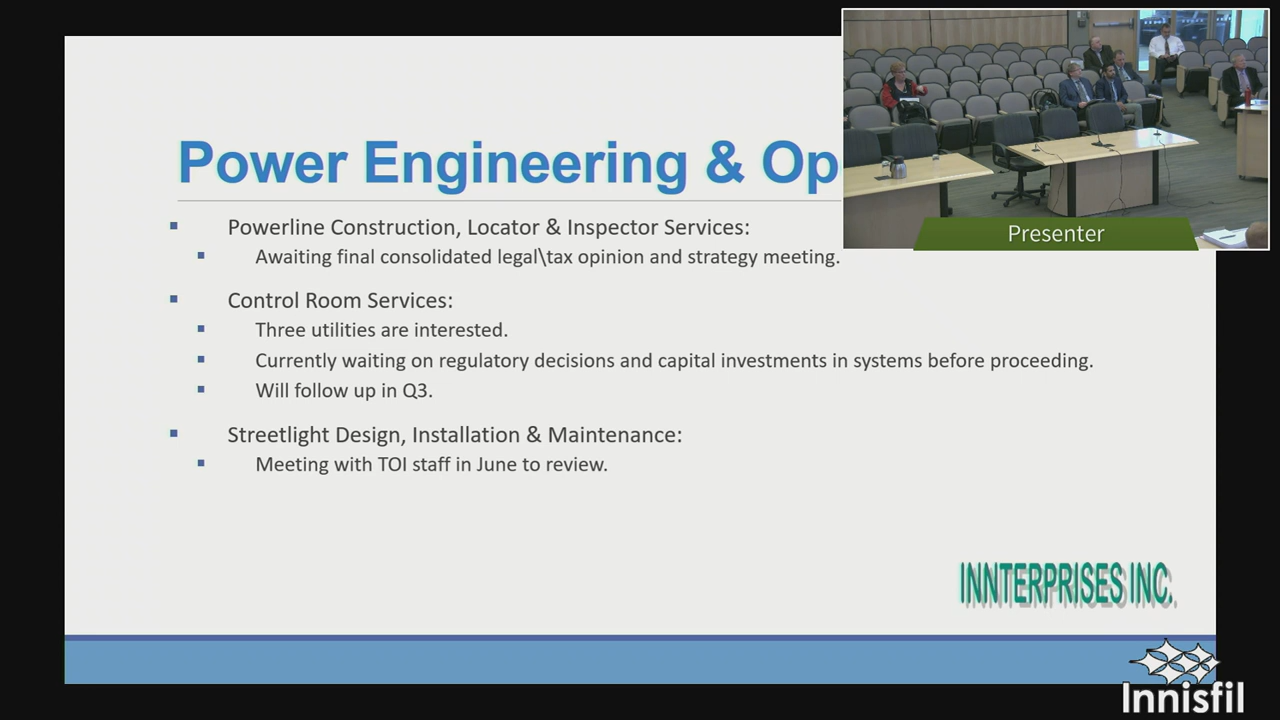 Power Engineering & Op
Presenter
Powerline Construction, Locator & Inspector Services:
Awaiting final consolidated legal\tax opinion and strategy meeting.
Control Room Services:
Three utilities are interested.
Currently waiting on regulatory decisions and capital investments in systems before proceeding.
Will follow up in Q3.
Streetlight Design, Installation & Maintenance:
Meeting with TOI staff in June to review.
INNTERPRISES INC.
Innisfil